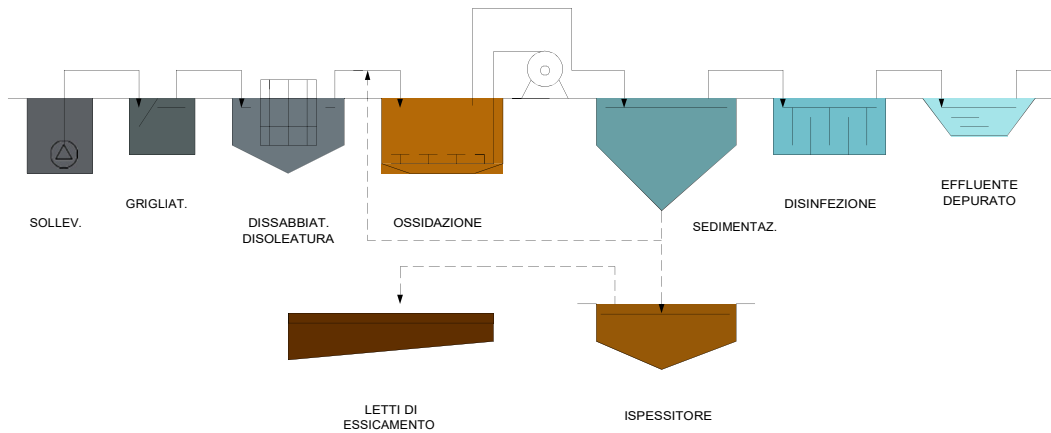 SOLLEV.
GRIGLIAT.
DISSABBIAT.
DISOLEATURA
OSSIDAZIONE
SEDIMENTAZ.
DISINFEZIONE
EFFLUENTE
DEPURATO
LETTI DI
ESSICAMENTO
ISPESSITORE